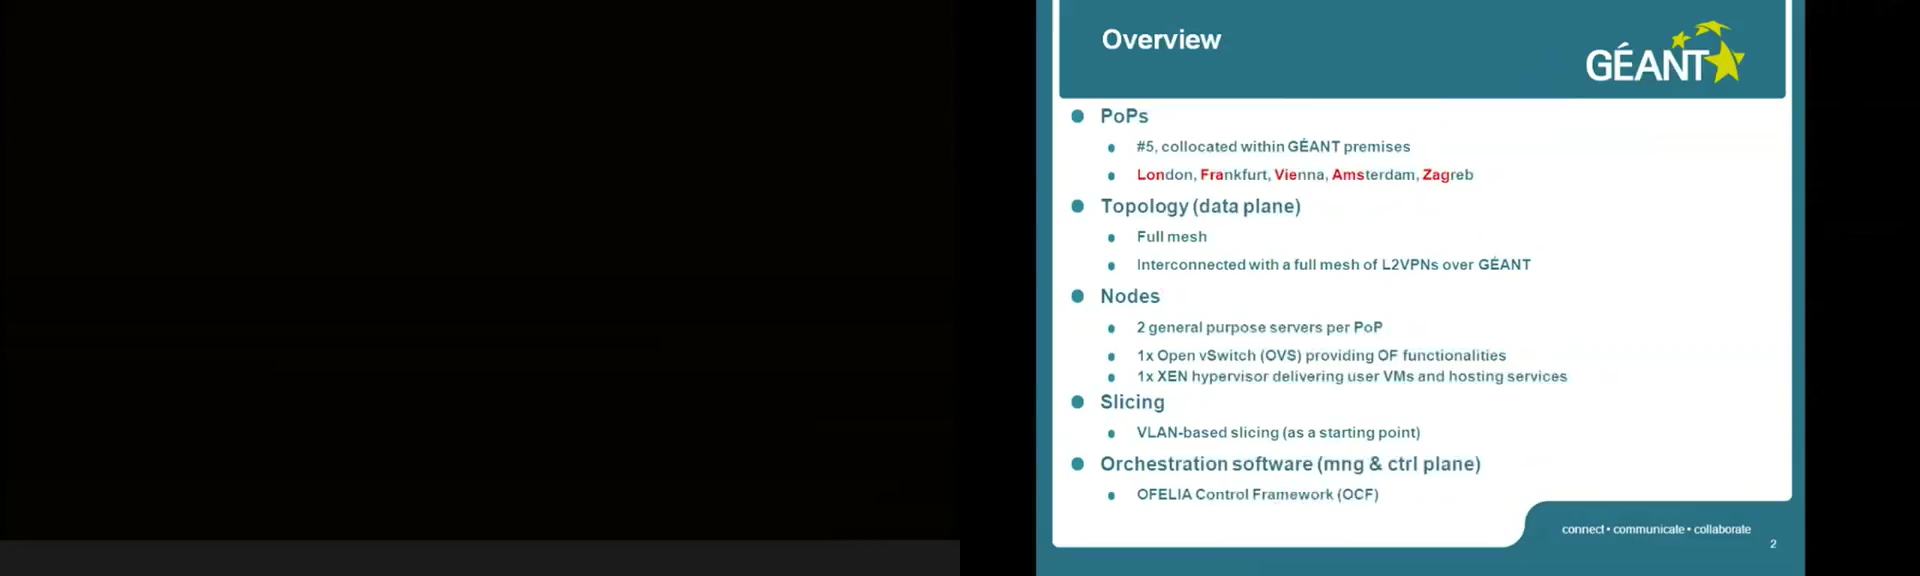 Overview
GÉANT
PoPs
#5, collocated within GÉANT premises
London, Frankfurt, Vienna, Amsterdam, Zagreb
Topology (data plane)
Full mesh
Interconnected with a full mesh of L2VPNs over GÉANT
Nodes
2 general purpose servers per PoP
1x Open vSwitch (OVS) providing OF functionalities
1x XEN hypervisor delivering user VMs and hosting services
Slicing
VLAN-based slicing (as a starting point)
Orchestration software (mng & ctrl plane)
OFELIA Control Framework (OCF)
connect • communicate • collaborate
2